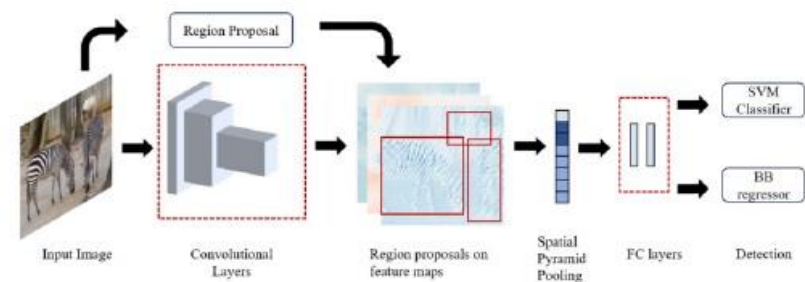 Region Proposal
SVM
Classifier
BB
regressor
Input Image
Convolutional
Layers
Region proposals on
feature maps
Spatial
Pyramid
Pooling
FC layers
Detection